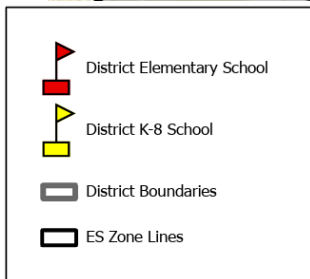 District Elementary School
District K-8 School
District Boundaries
ES Zone Lines